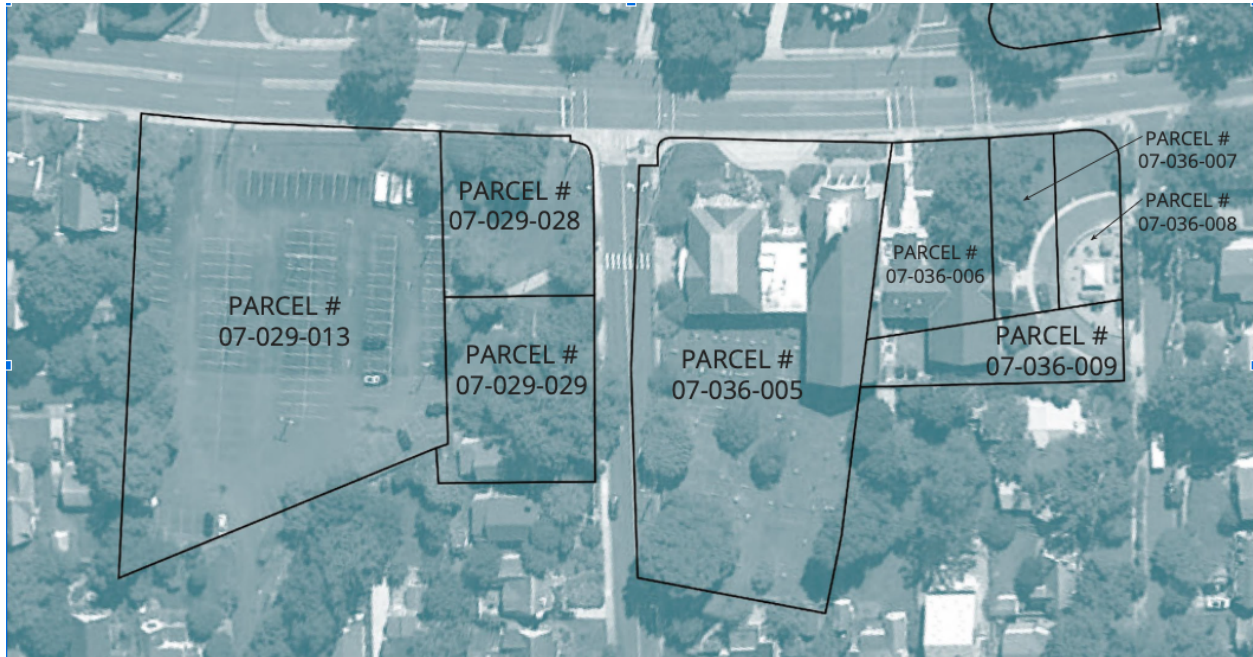 PARCEL #
07-029-013
PARCEL #
07-029-028
PARCEL #
07-029-029
PARCEL #
07-036-005
PARCEL #
07-036-006
PARCEL #
07-036-007
PARCEL #
07-036-008
PARCEL #
07-036-009